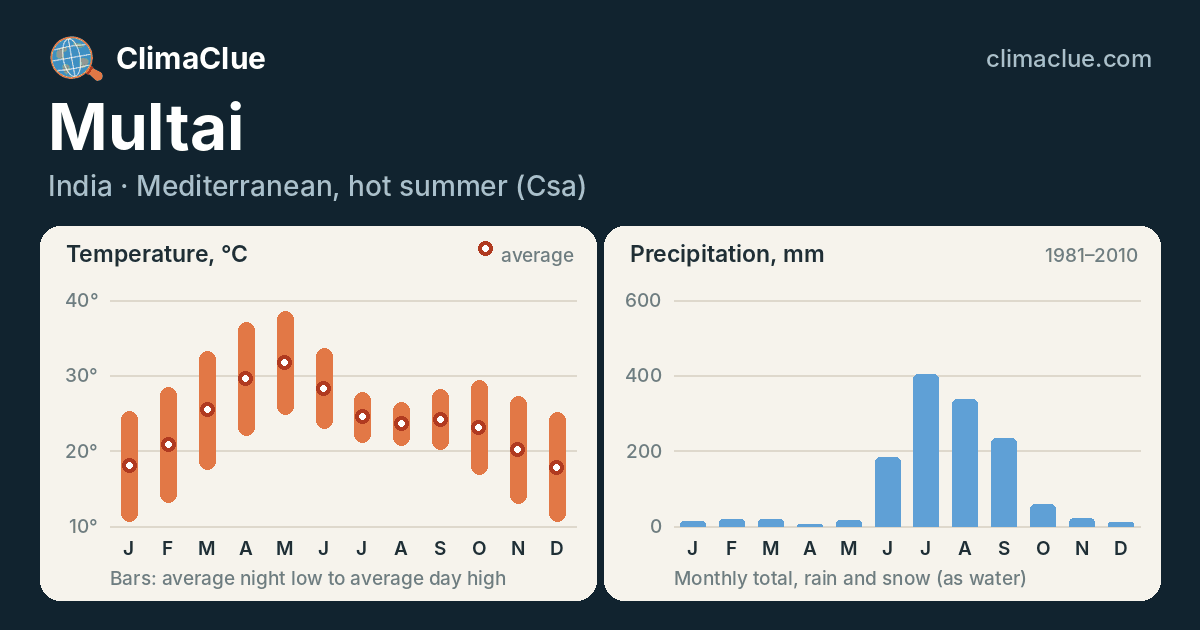 ClimaClue
climaclue.com
Multai
India · Mediterranean, hot summer (Csa)
Temperature, °C
average
40°
30°
20°
10°
J F M A M J J A S O N D
Bars: average night low to average day high
Precipitation, mm
1981–2010
600
400
200
0
J F M A M J J A S O N D
Monthly total, rain and snow (as water)